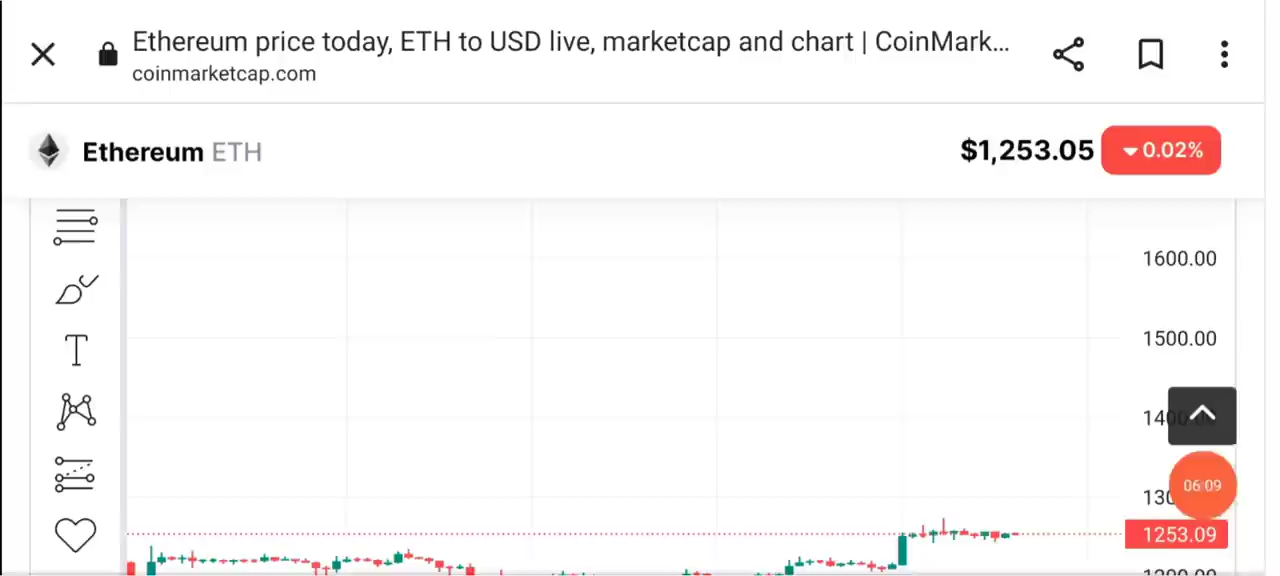 Ethereum price today, ETH to USD live, marketcap and chart | CoinMark...
coinmarketcap.com
Ethereum ETH
$1,253.05
0.02%
1600.00
1500.00
06:09
1253.09